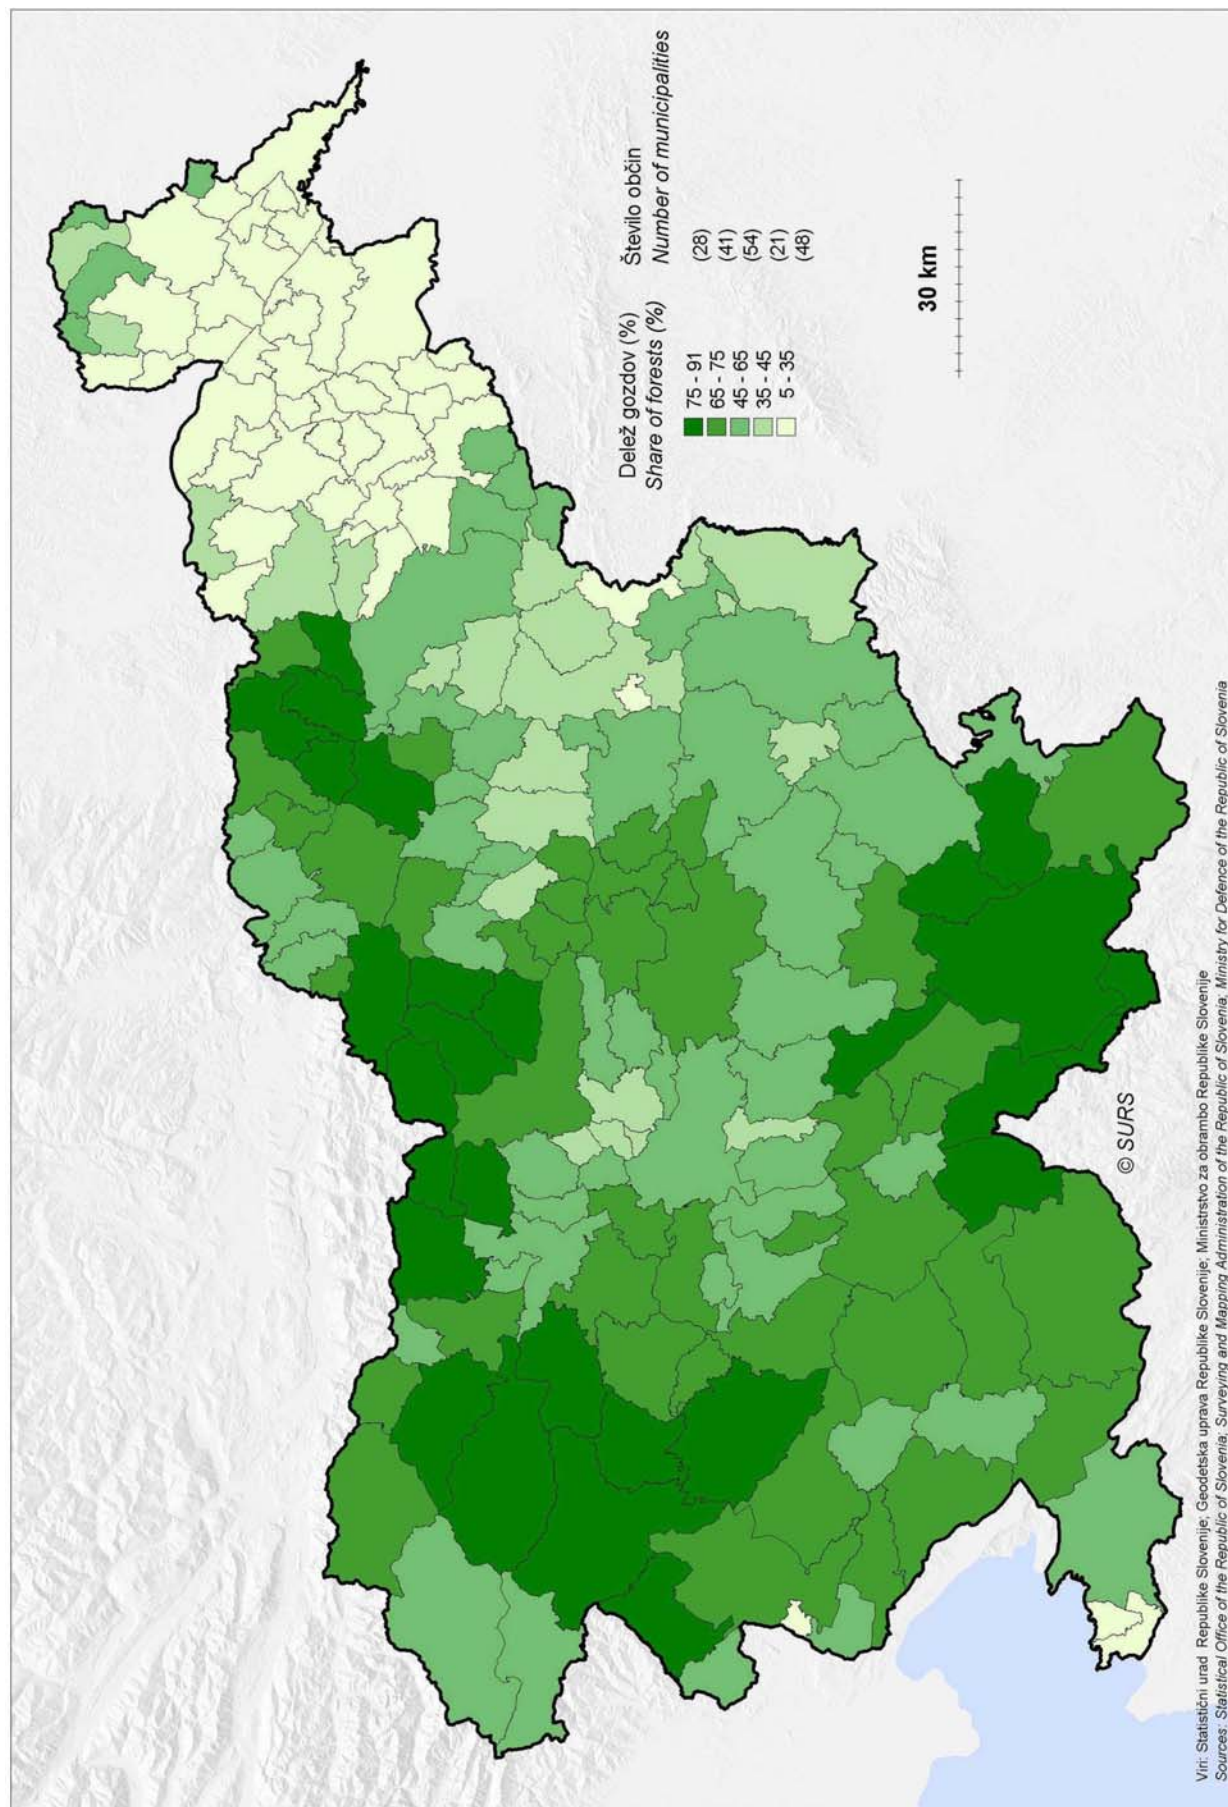 Delež gozdov (%)
Share of forests (%)
Število občin
Number of municipalities
75 - 91 (28)
65 - 75 (41)
45 - 65 (54)
35 - 45 (21)
5 - 35 (48)
30 km
© SURS
Viri: Statistični urad Republike Slovenije; Geodetska uprava Republike Slovenije; Ministrstvo za obrambo Republike Slovenije
Sources: Statistical Office of the Republic of Slovenia; Surveying and Mapping Administration of the Republic of Slovenia; Ministry for Defence of the Republic of Slovenia